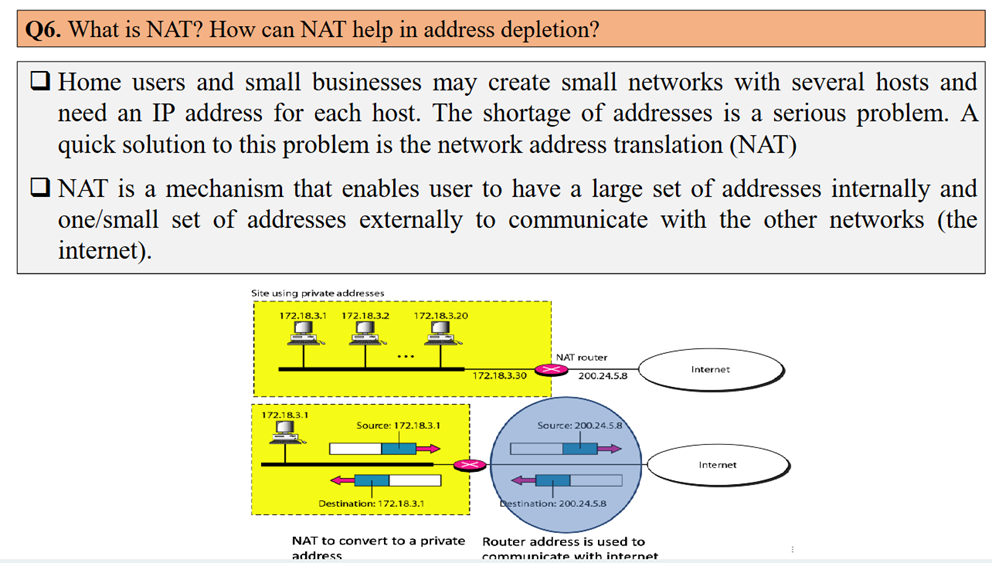 Q6. What is NAT? How can NAT help in address depletion?
❑ Home users and small businesses may create small networks with several hosts and
need an IP address for each host. The shortage of addresses is a serious problem. A
quick solution to this problem is the network address translation (NAT)
❑ NAT is a mechanism that enables user to have a large set of addresses internally and
one/small set of addresses externally to communicate with the other networks (the
internet).
Site using private addresses
172.18.3.1 172.18.3.2 172.18.3.20
...
NAT router
172.18.3.30 200.24.5.8
Internet
172.18.3.1
Source: 172.18.3.1
Source: 200.24.5.8
Internet
Destination: 172.18.3.1
Destination: 200.24.5.8
NAT to convert to a private
address
Router address is used to
communicate with internet